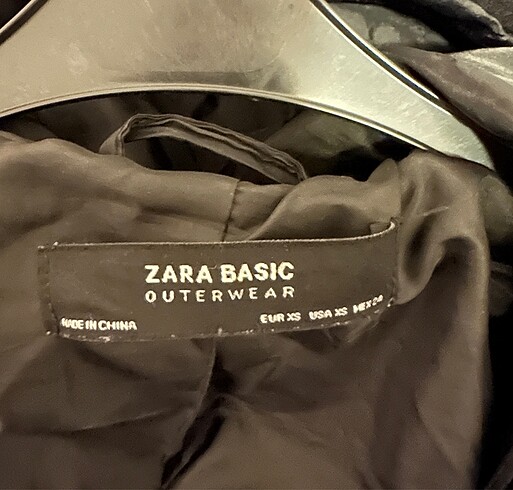 ZARA BASIC
OUTERWEAR
MADE IN CHINA EUR XS USA XS MEX 24